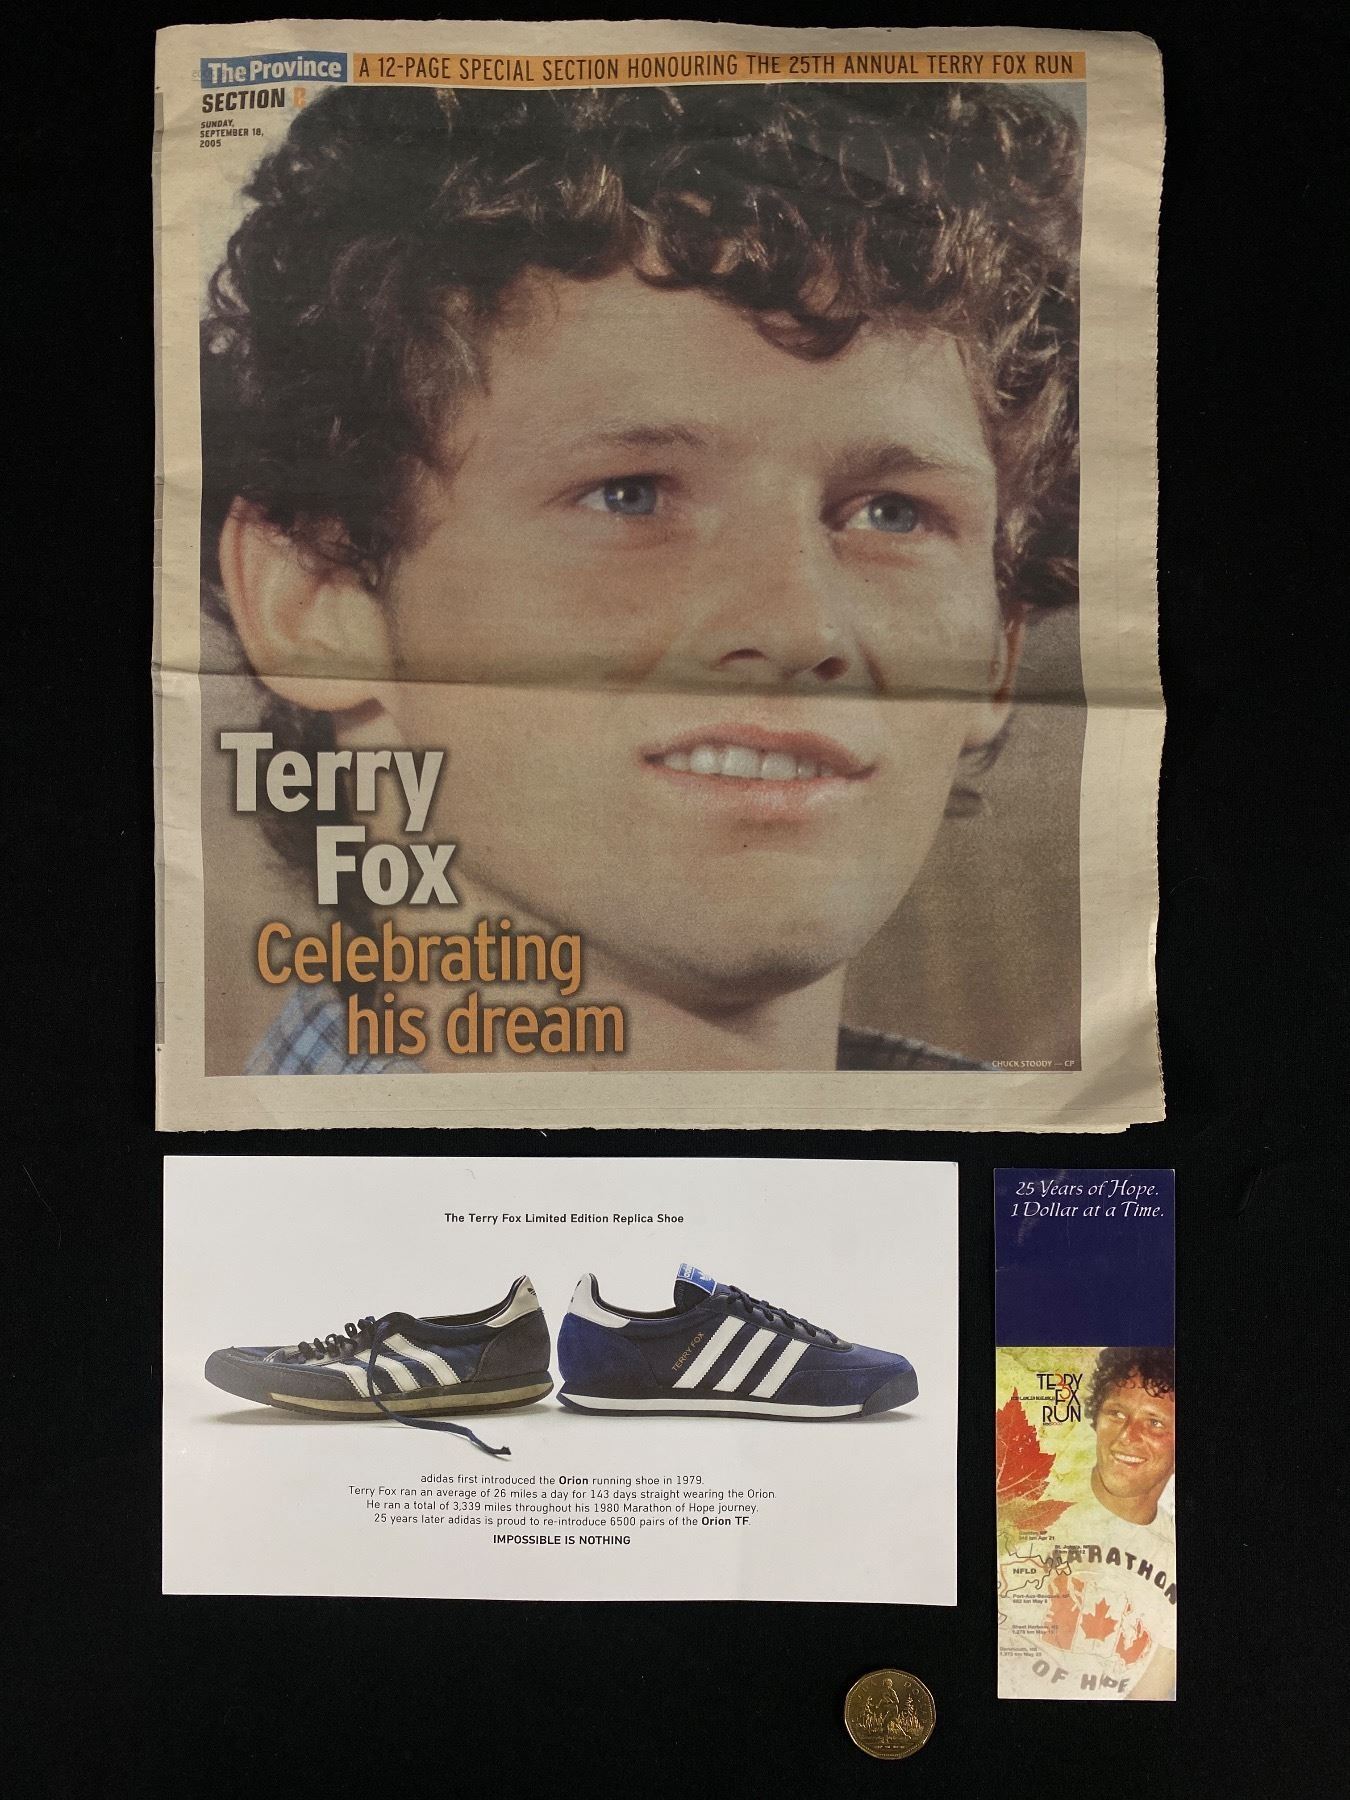 The Province
A 12-PAGE SPECIAL SECTION HONOURING THE 25TH ANNUAL TERRY FOX RUN
SECTION B
SUNDAY,
SEPTEMBER 18,
2005
Terry
Fox
Celebrating
his dream
CHUCK STOODY — CP
The Terry Fox Limited Edition Replica Shoe
TERRY FOX
adidas first introduced the Orion running shoe in 1979.
Terry Fox ran an average of 26 miles a day for 143 days straight wearing the Orion.
He ran a total of 3,339 miles throughout his 1980 Marathon of Hope journey.
25 years later adidas is proud to re-introduce 6500 pairs of the Orion TF.
IMPOSSIBLE IS NOTHING
25 Years of Hope.
1 Dollar at a Time.
TERRY
FOX
RUN
NFLD
MARATHON
OF HOPE